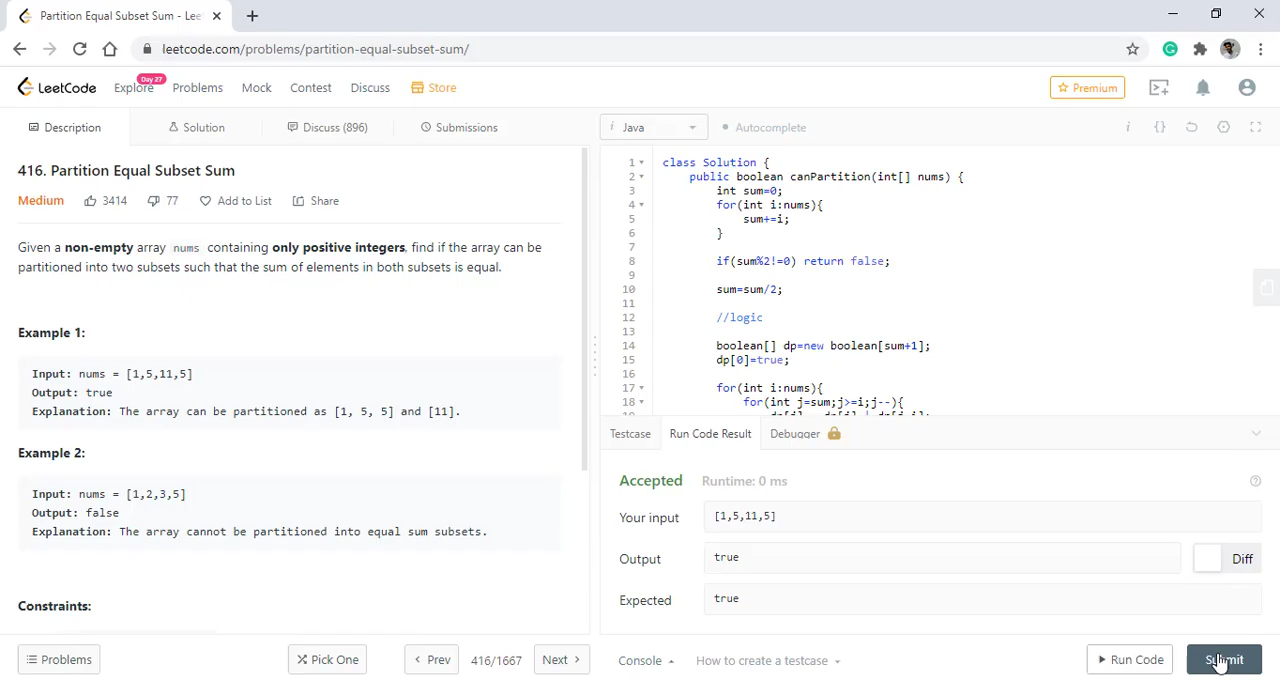 Partition Equal Subset Sum - Lee
leetcode.com/problems/partition-equal-subset-sum/
LeetCode
Explore
Day 27
Problems
Mock
Contest
Discuss
Store
Premium
Description
Solution
Discuss (896)
Submissions
i Java
Autocomplete
416. Partition Equal Subset Sum
Medium
3414
77
Add to List
Share
Given a non-empty array nums containing only positive integers, find if the array can be
partitioned into two subsets such that the sum of elements in both subsets is equal.
Example 1:
Input: nums = [1,5,11,5]
Output: true
Explanation: The array can be partitioned as [1, 5, 5] and [11].
Example 2:
Input: nums = [1,2,3,5]
Output: false
Explanation: The array cannot be partitioned into equal sum subsets.
Constraints:
1 class Solution {
2 public boolean canPartition(int[] nums) {
3 int sum=0;
4 for(int i:nums){
5 sum+=i;
6 }
7
8 if(sum%2!=0) return false;
9
10 sum=sum/2;
11
12 //logic
13
14 boolean[] dp=new boolean[sum+1];
15 dp[0]=true;
16
17 for(int i:nums){
18 for(int j=sum;j>=i;j--){
Testcase
Run Code Result
Debugger
Accepted
Runtime: 0 ms
Your input
[1,5,11,5]
Output
true
Diff
Expected
true
Problems
Pick One
Prev
416/1667
Next
Console
How to create a testcase
Run Code
Submit